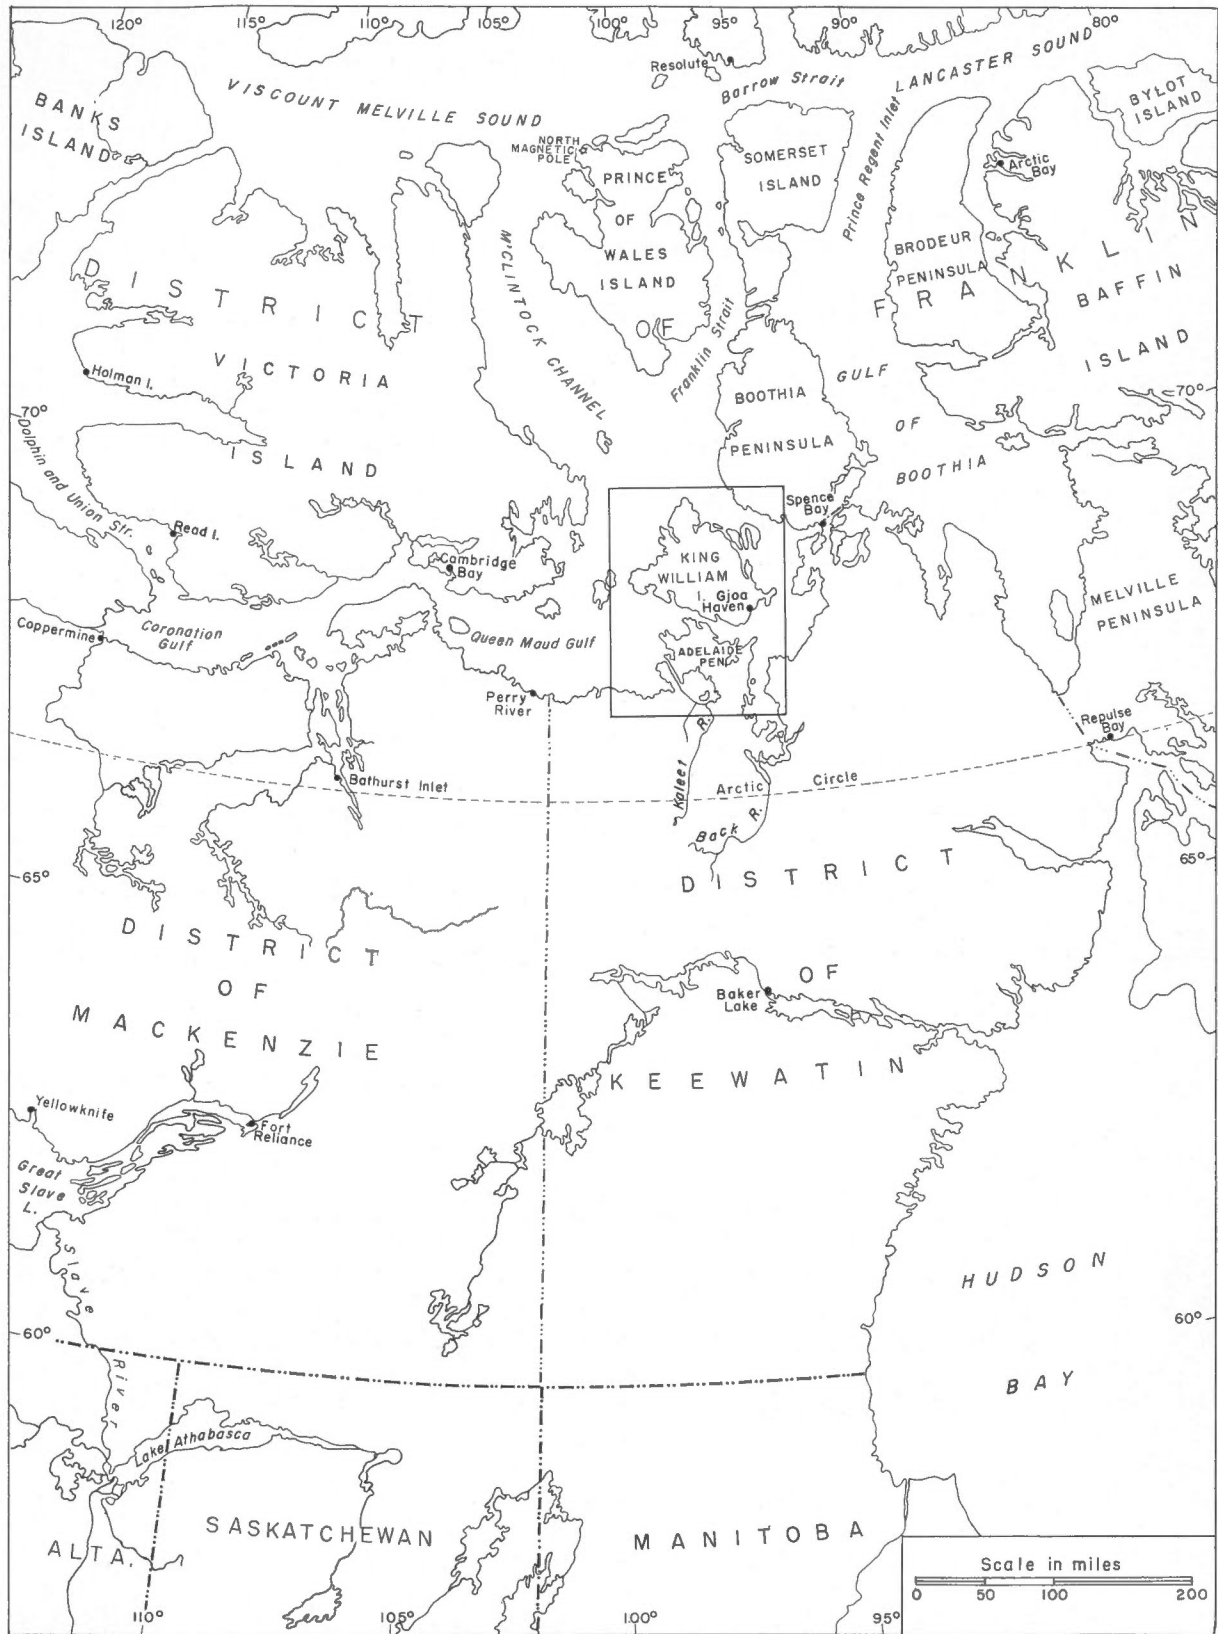 120°
115°
105°
100°
95°
90°
80°
Resolute
Barrow Strait
LANCASTER SOUND
BANKS
ISLAND
VISCOUNT MELVILLE SOUND
BYLOT
ISLAND
NORTH
MAGNETIC
POLE
PRINCE
OF
WALES
ISLAND
SOMERSET
ISLAND
Prince Regent Inlet
Arctic
Bay
BRODEUR
PENINSULA
M'CLINTOCK CHANNEL
Franklin Strait
DISTRICT
OF
FRANKLIN
BAFFIN
ISLAND
VICTORIA
ISLAND
Holman I.
70°
70°
BOOTHIA
PENINSULA
GULF
OF
BOOTHIA
Dolphin and Union Str.
Read I.
Cambridge
Bay
Spence
Bay
KING
WILLIAM
I.
Gjoa
Haven
MELVILLE
PENINSULA
Coppermine
Coronation
Gulf
Queen Maud Gulf
ADELAIDE
PEN.
Perry
River
Repulse
Bay
Bathurst Inlet
Kaleet R.
Arctic Circle
Back R.
65°
65°
DISTRICT
OF
MACKENZIE
DISTRICT
OF
KEEWATIN
Baker
Lake
Yellowknife
Fort
Reliance
Great
Slave
L.
Slave River
HUDSON
BAY
60°
60°
Lake Athabasca
ALTA.
SASKATCHEWAN
MANITOBA
Scale in miles
0 50 100 200
110°
105°
100°
95°